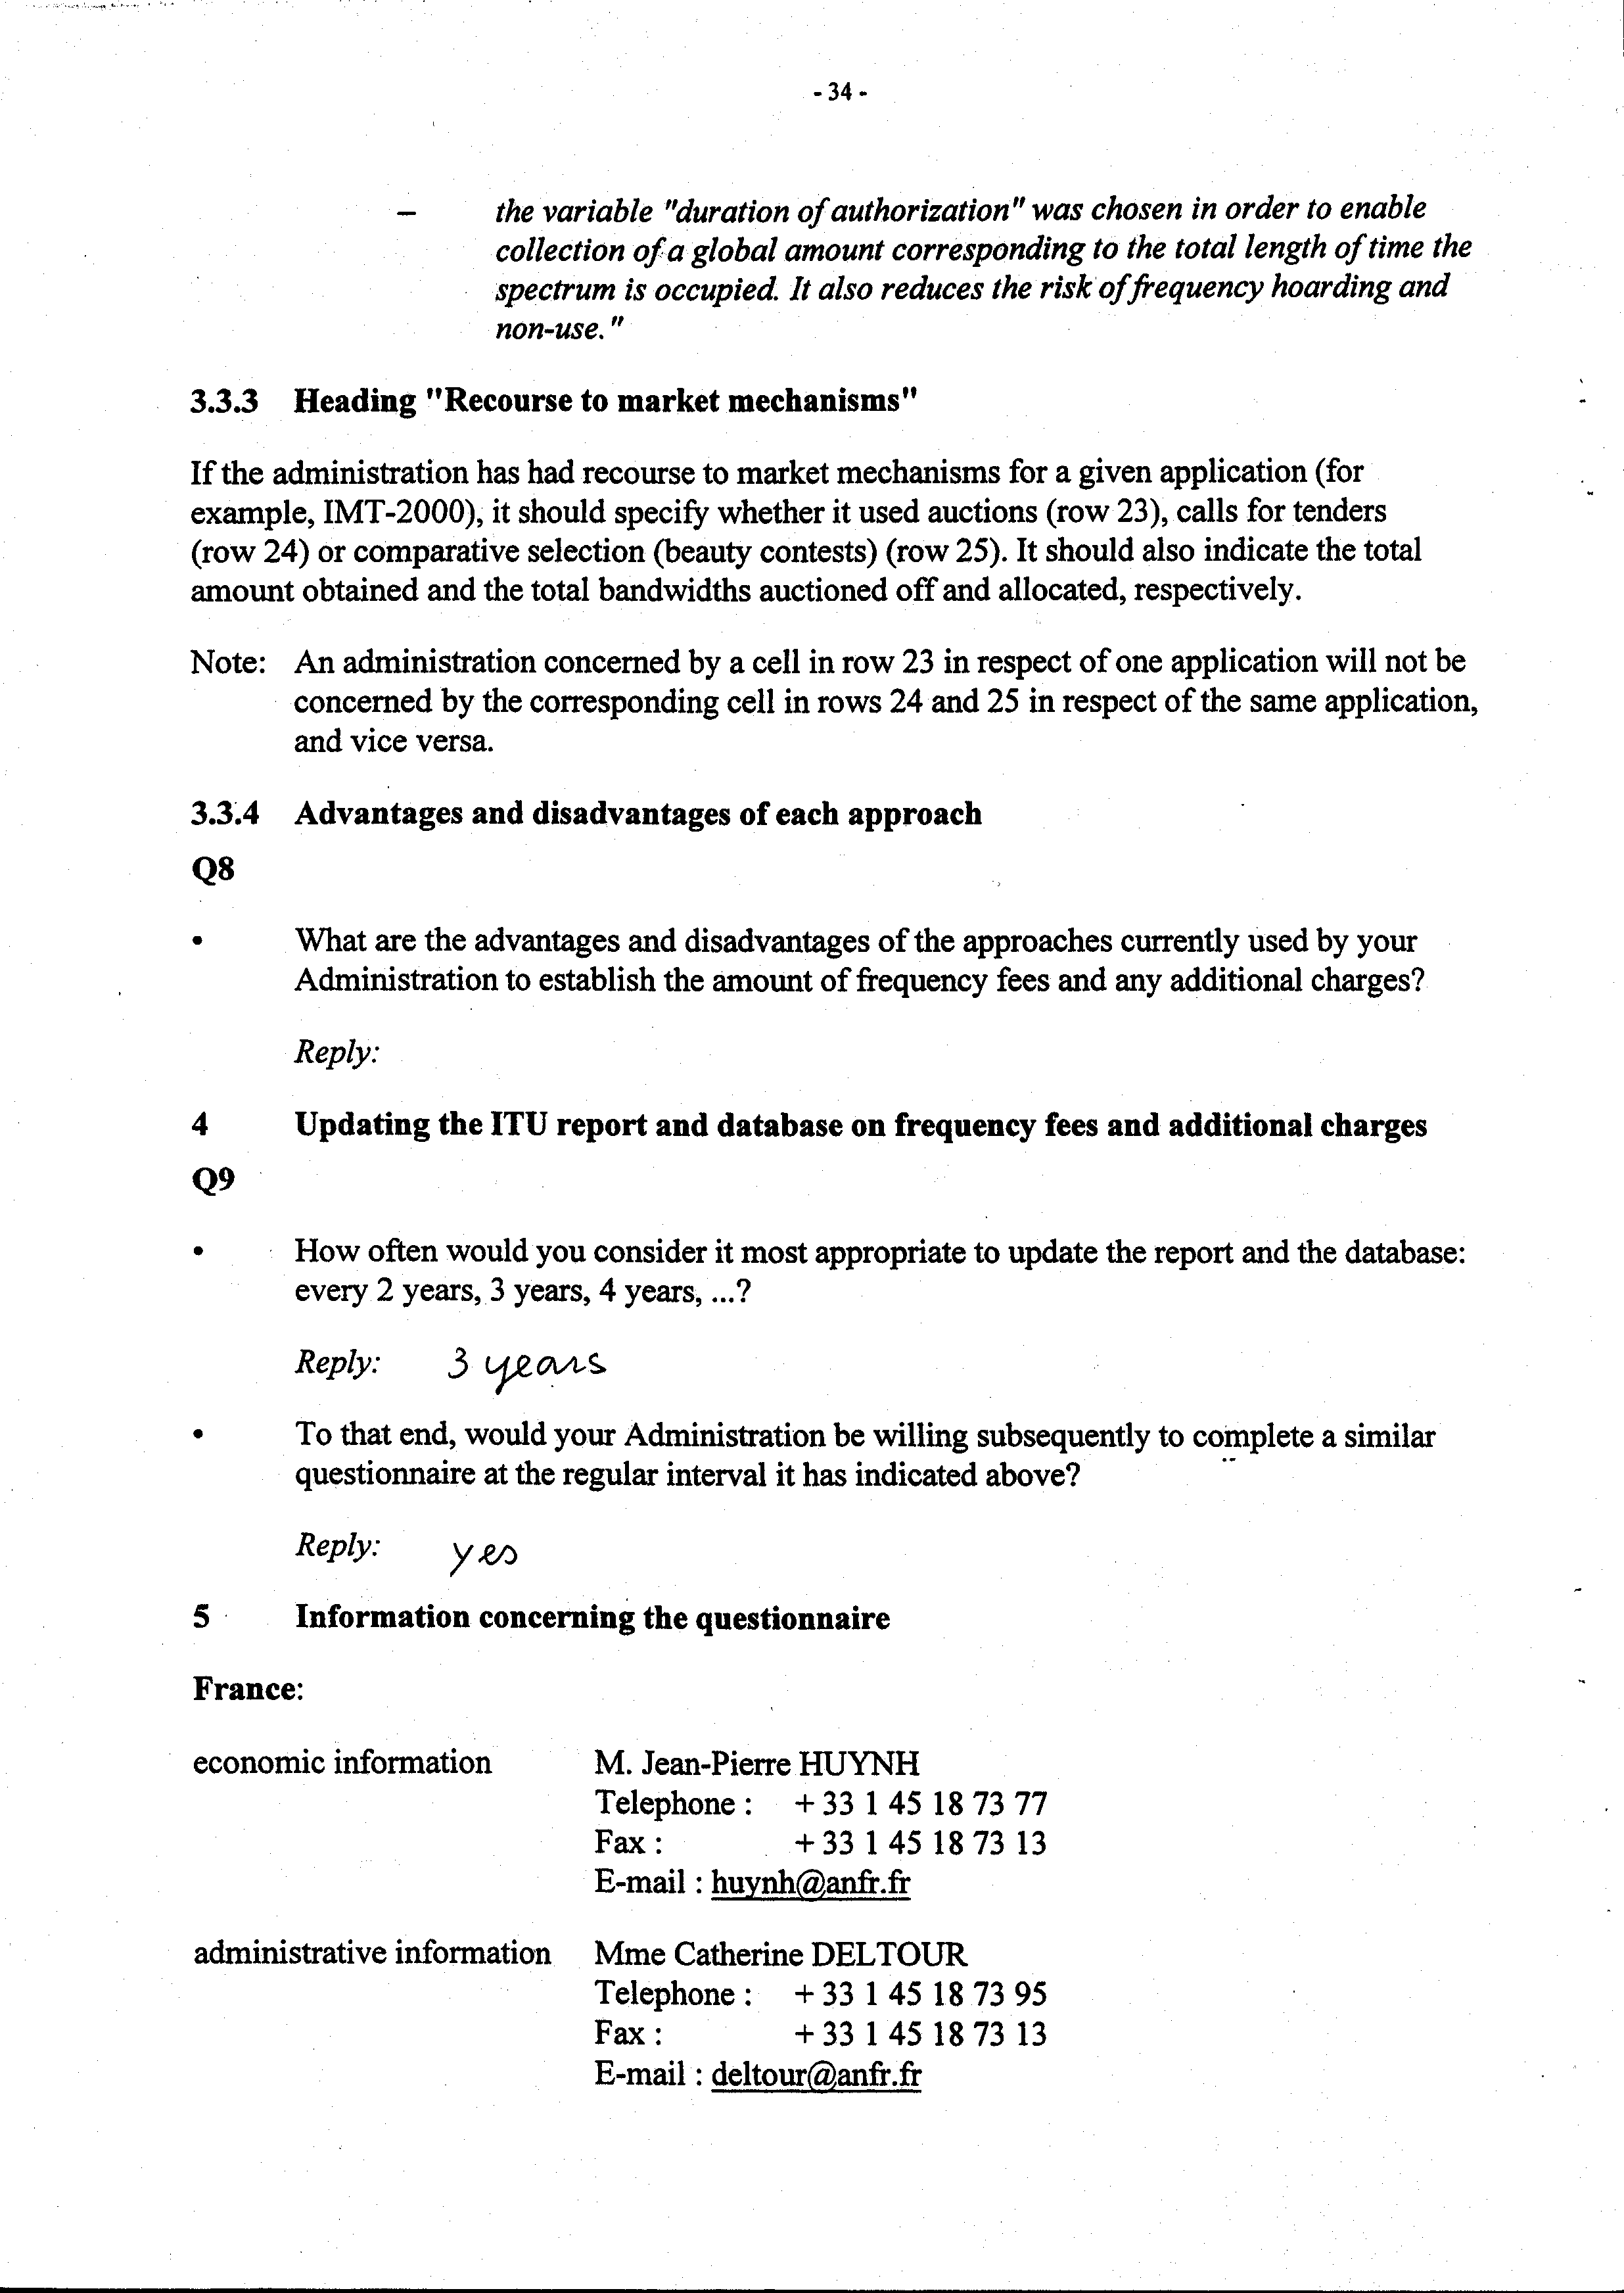 - 34 -
– the variable "duration of authorization" was chosen in order to enable
collection of a global amount corresponding to the total length of time the
spectrum is occupied. It also reduces the risk of frequency hoarding and
non-use."
3.3.3 Heading "Recourse to market mechanisms"
If the administration has had recourse to market mechanisms for a given application (for
example, IMT-2000), it should specify whether it used auctions (row 23), calls for tenders
(row 24) or comparative selection (beauty contests) (row 25). It should also indicate the total
amount obtained and the total bandwidths auctioned off and allocated, respectively.
Note: An administration concerned by a cell in row 23 in respect of one application will not be
concerned by the corresponding cell in rows 24 and 25 in respect of the same application,
and vice versa.
3.3.4 Advantages and disadvantages of each approach
Q8
• What are the advantages and disadvantages of the approaches currently used by your
Administration to establish the amount of frequency fees and any additional charges?
Reply:
4 Updating the ITU report and database on frequency fees and additional charges
Q9
• How often would you consider it most appropriate to update the report and the database:
every 2 years, 3 years, 4 years, ...?
Reply: 3 years
• To that end, would your Administration be willing subsequently to complete a similar
questionnaire at the regular interval it has indicated above?
Reply: yes
5 Information concerning the questionnaire
France:
economic information M. Jean-Pierre HUYNH
Telephone : + 33 1 45 18 73 77
Fax : + 33 1 45 18 73 13
E-mail : huynh@anfr.fr
administrative information Mme Catherine DELTOUR
Telephone : + 33 1 45 18 73 95
Fax : + 33 1 45 18 73 13
E-mail : deltour@anfr.fr